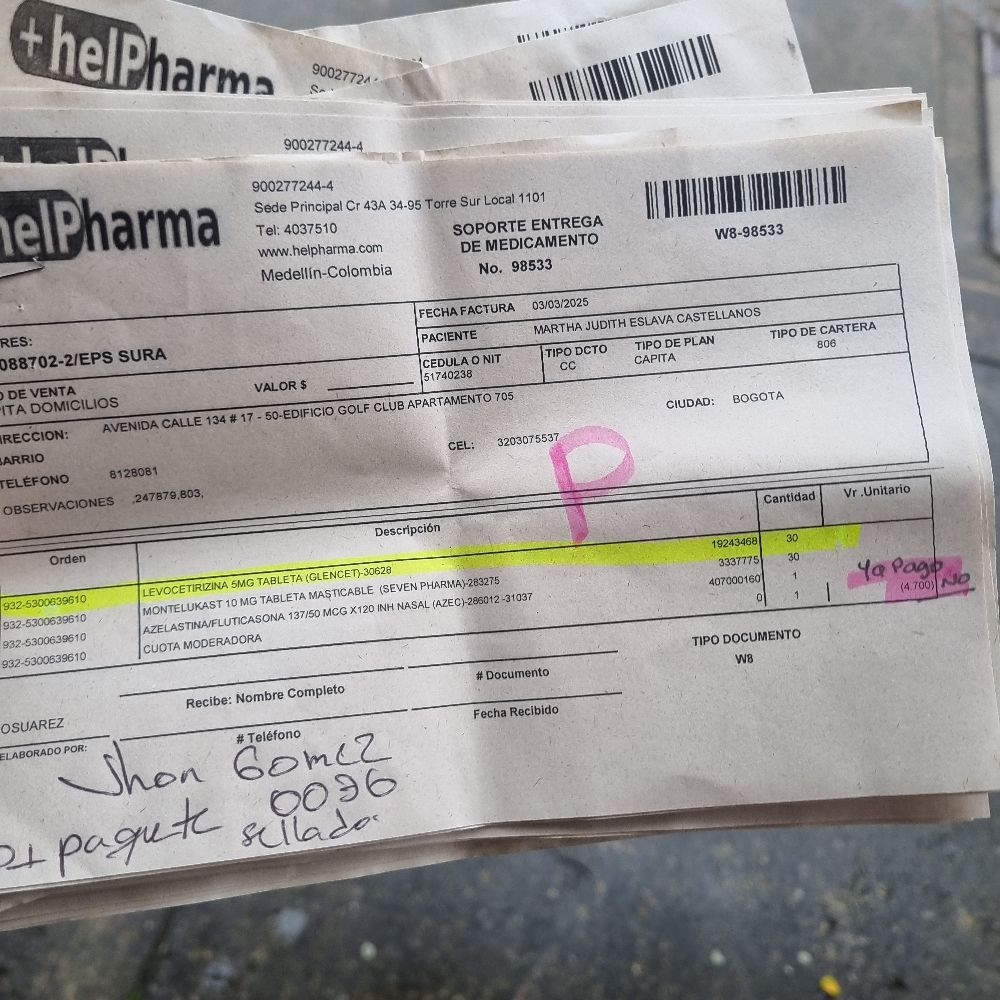 +helPharma
9002772
900277244-4
helPharma
900277244-4
Sede Principal Cr 43A 34-95 Torre Sur Local 1101
Tel: 4037510
www.helpharma.com
Medellín-Colombia
SOPORTE ENTREGA
DE MEDICAMENTO
No. 98533
W8-98533
RES:
088702-2/EPS SURA
FECHA FACTURA 03/03/2025
PACIENTE MARTHA JUDITH ESLAVA CASTELLANOS
CEDULA O NIT TIPO DCTO TIPO DE PLAN TIPO DE CARTERA
51740238 CC CAPITA 806
O DE VENTA VALOR $
PITA DOMICILIOS
IRECCION: AVENIDA CALLE 134 # 17 - 50-EDIFICIO GOLF CLUB APARTAMENTO 705 CIUDAD: BOGOTA
BARRIO CEL: 3203075537
TELÉFONO 8128081
OBSERVACIONES ,247879,803,
P
Orden Descripción Cantidad Vr .Unitario
932-5300639610 LEVOCETIRIZINA 5MG TABLETA (GLENCET)-30628 19243468 30
932-5300639610 MONTELUKAST 10 MG TABLETA MASTICABLE (SEVEN PHARMA)-283275 3337775 30
932-5300639610 AZELASTINA/FLUTICASONA 137/50 MCG X120 INH NASAL (AZEC)-286012 -31037 407000160 1
932-5300639610 CUOTA MODERADORA 0 1 (4.700)
Ya Pago
NO
TIPO DOCUMENTO
W8
Recibe: Nombre Completo # Documento
OSUAREZ
ELABORADO POR: # Teléfono Fecha Recibido
Jhon Gomez
paquete 0036
sellado